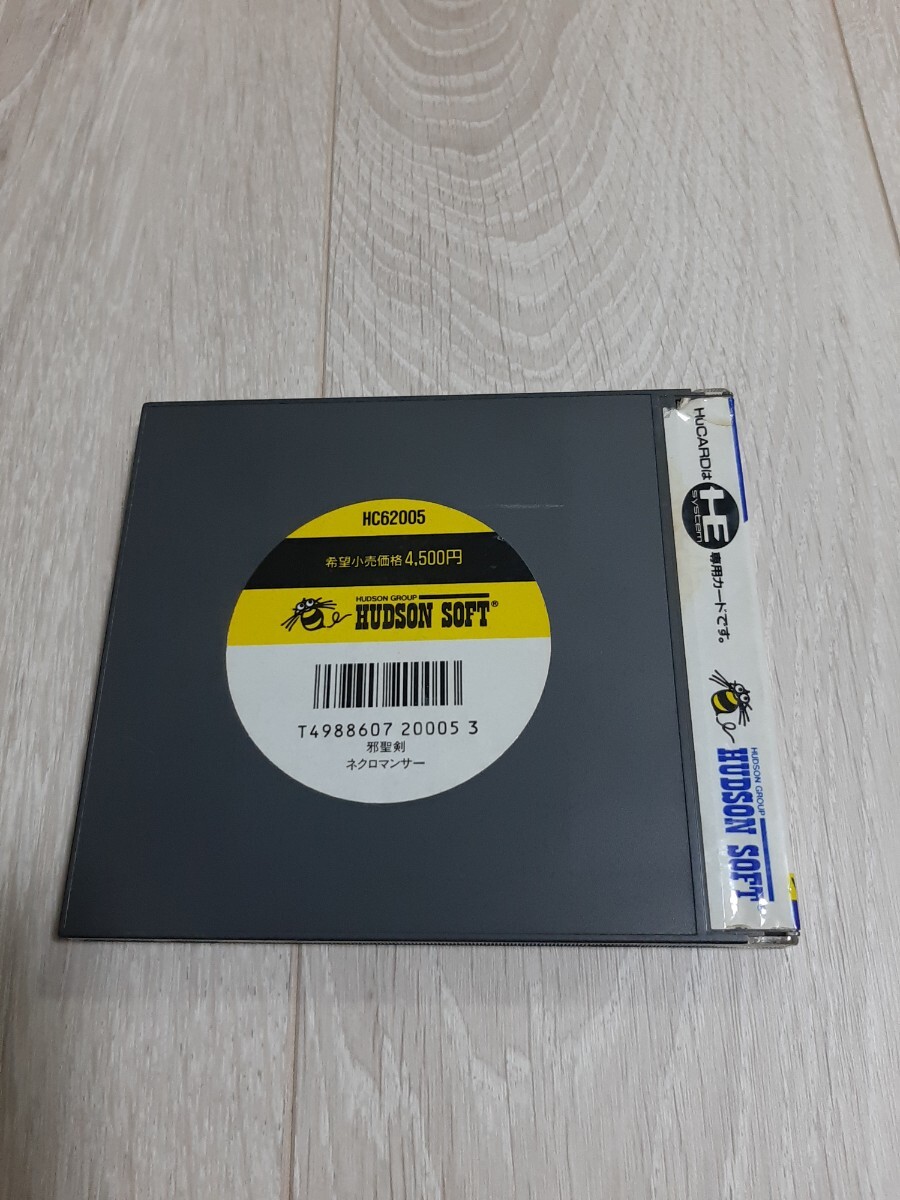 HC62005
希望小売価格4,500円
HUDSON GROUP
HUDSON SOFT®
T4988607 20005 3
邪聖剣
ネクロマンサー
HuCARDは
HE
system
専用カードです。
HUDSON GROUP
HUDSON SOFT